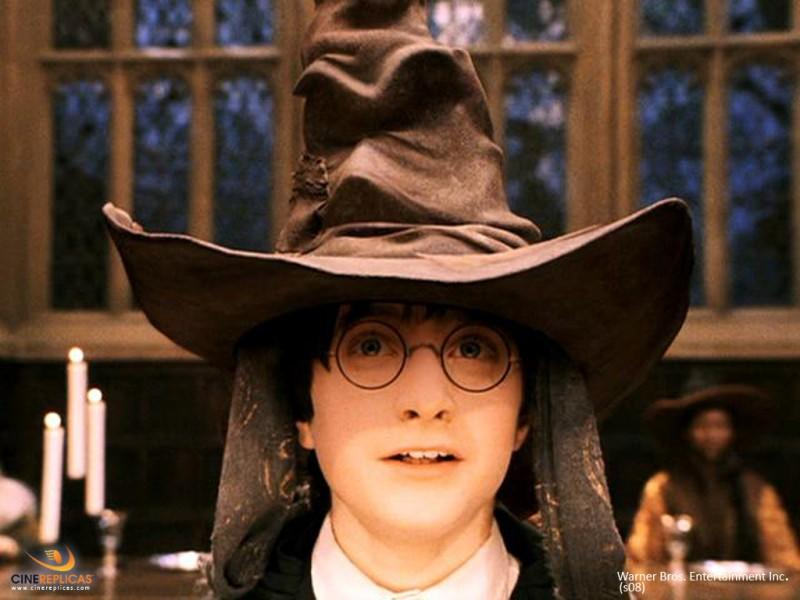 CINEREPLICAS
www.cinereplicas.com
Warner Bros. Entertainment Inc.
(s08)